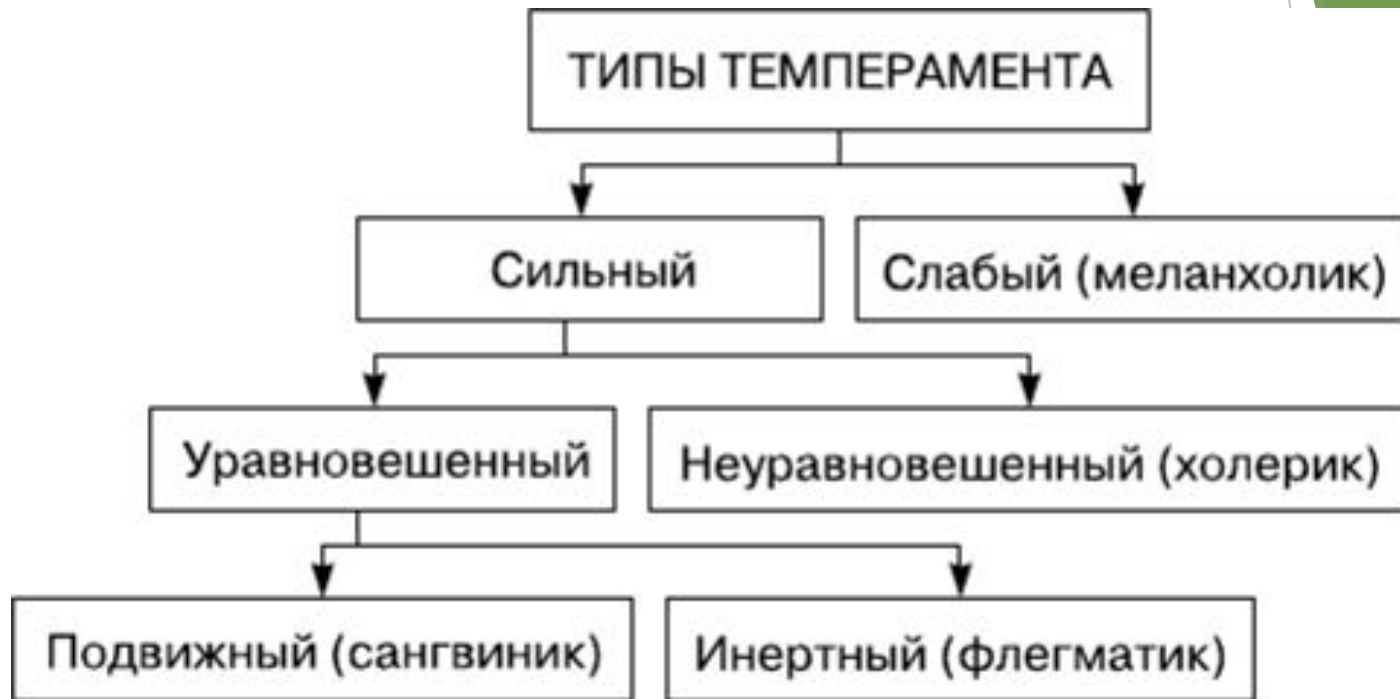 ТИПЫ ТЕМПЕРАМЕНТА
Сильный
Слабый (меланхолик)
Уравновешенный
Неуравновешенный (холерик)
Подвижный (сангвиник)
Инертный (флегматик)